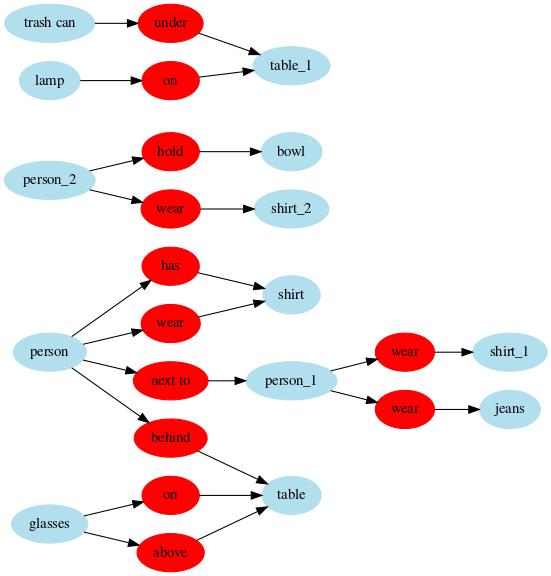 trash can
under
table_1
lamp
on
person_2
hold
bowl
wear
shirt_2
has
shirt
wear
person
next to
person_1
wear
shirt_1
wear
jeans
behind
glasses
on
table
above